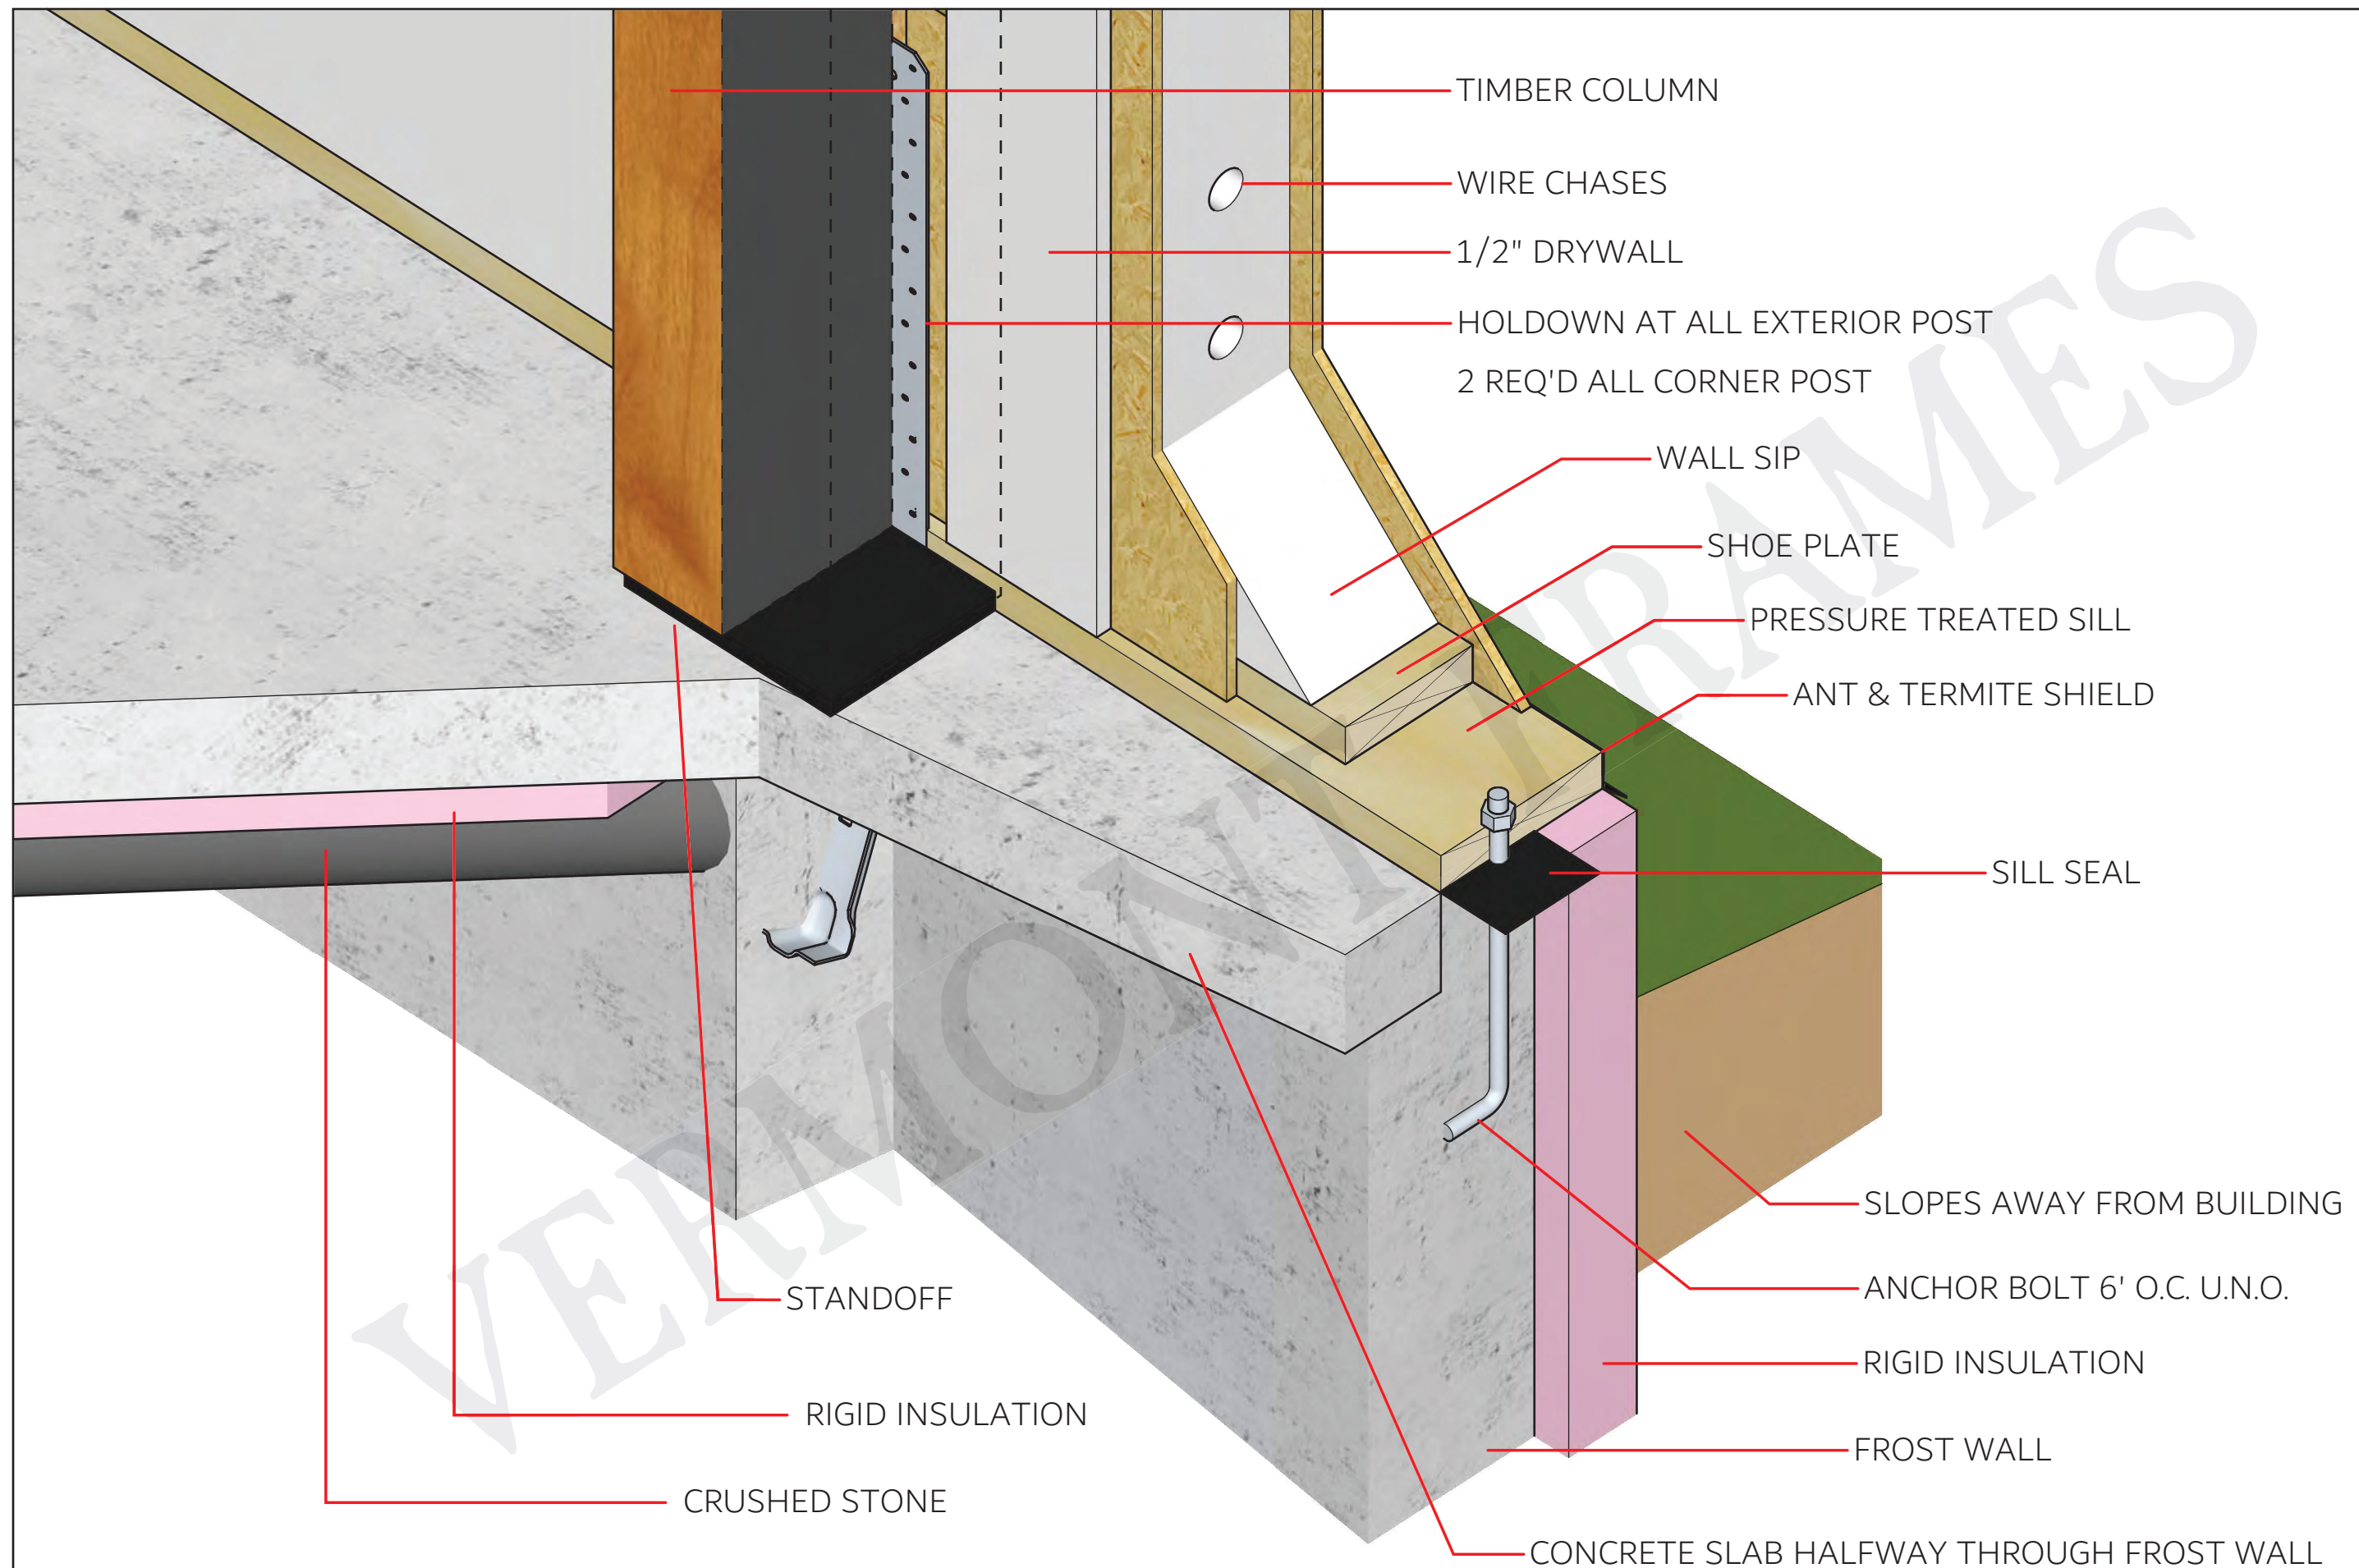 TIMBER COLUMN
WIRE CHASES
1/2" DRYWALL
HOLDOWN AT ALL EXTERIOR POST
2 REQ'D ALL CORNER POST
WALL SIP
SHOE PLATE
PRESSURE TREATED SILL
ANT & TERMITE SHIELD
SILL SEAL
SLOPES AWAY FROM BUILDING
ANCHOR BOLT 6' O.C. U.N.O.
RIGID INSULATION
FROST WALL
CONCRETE SLAB HALFWAY THROUGH FROST WALL
STANDOFF
RIGID INSULATION
CRUSHED STONE
VERMONT FRAMES